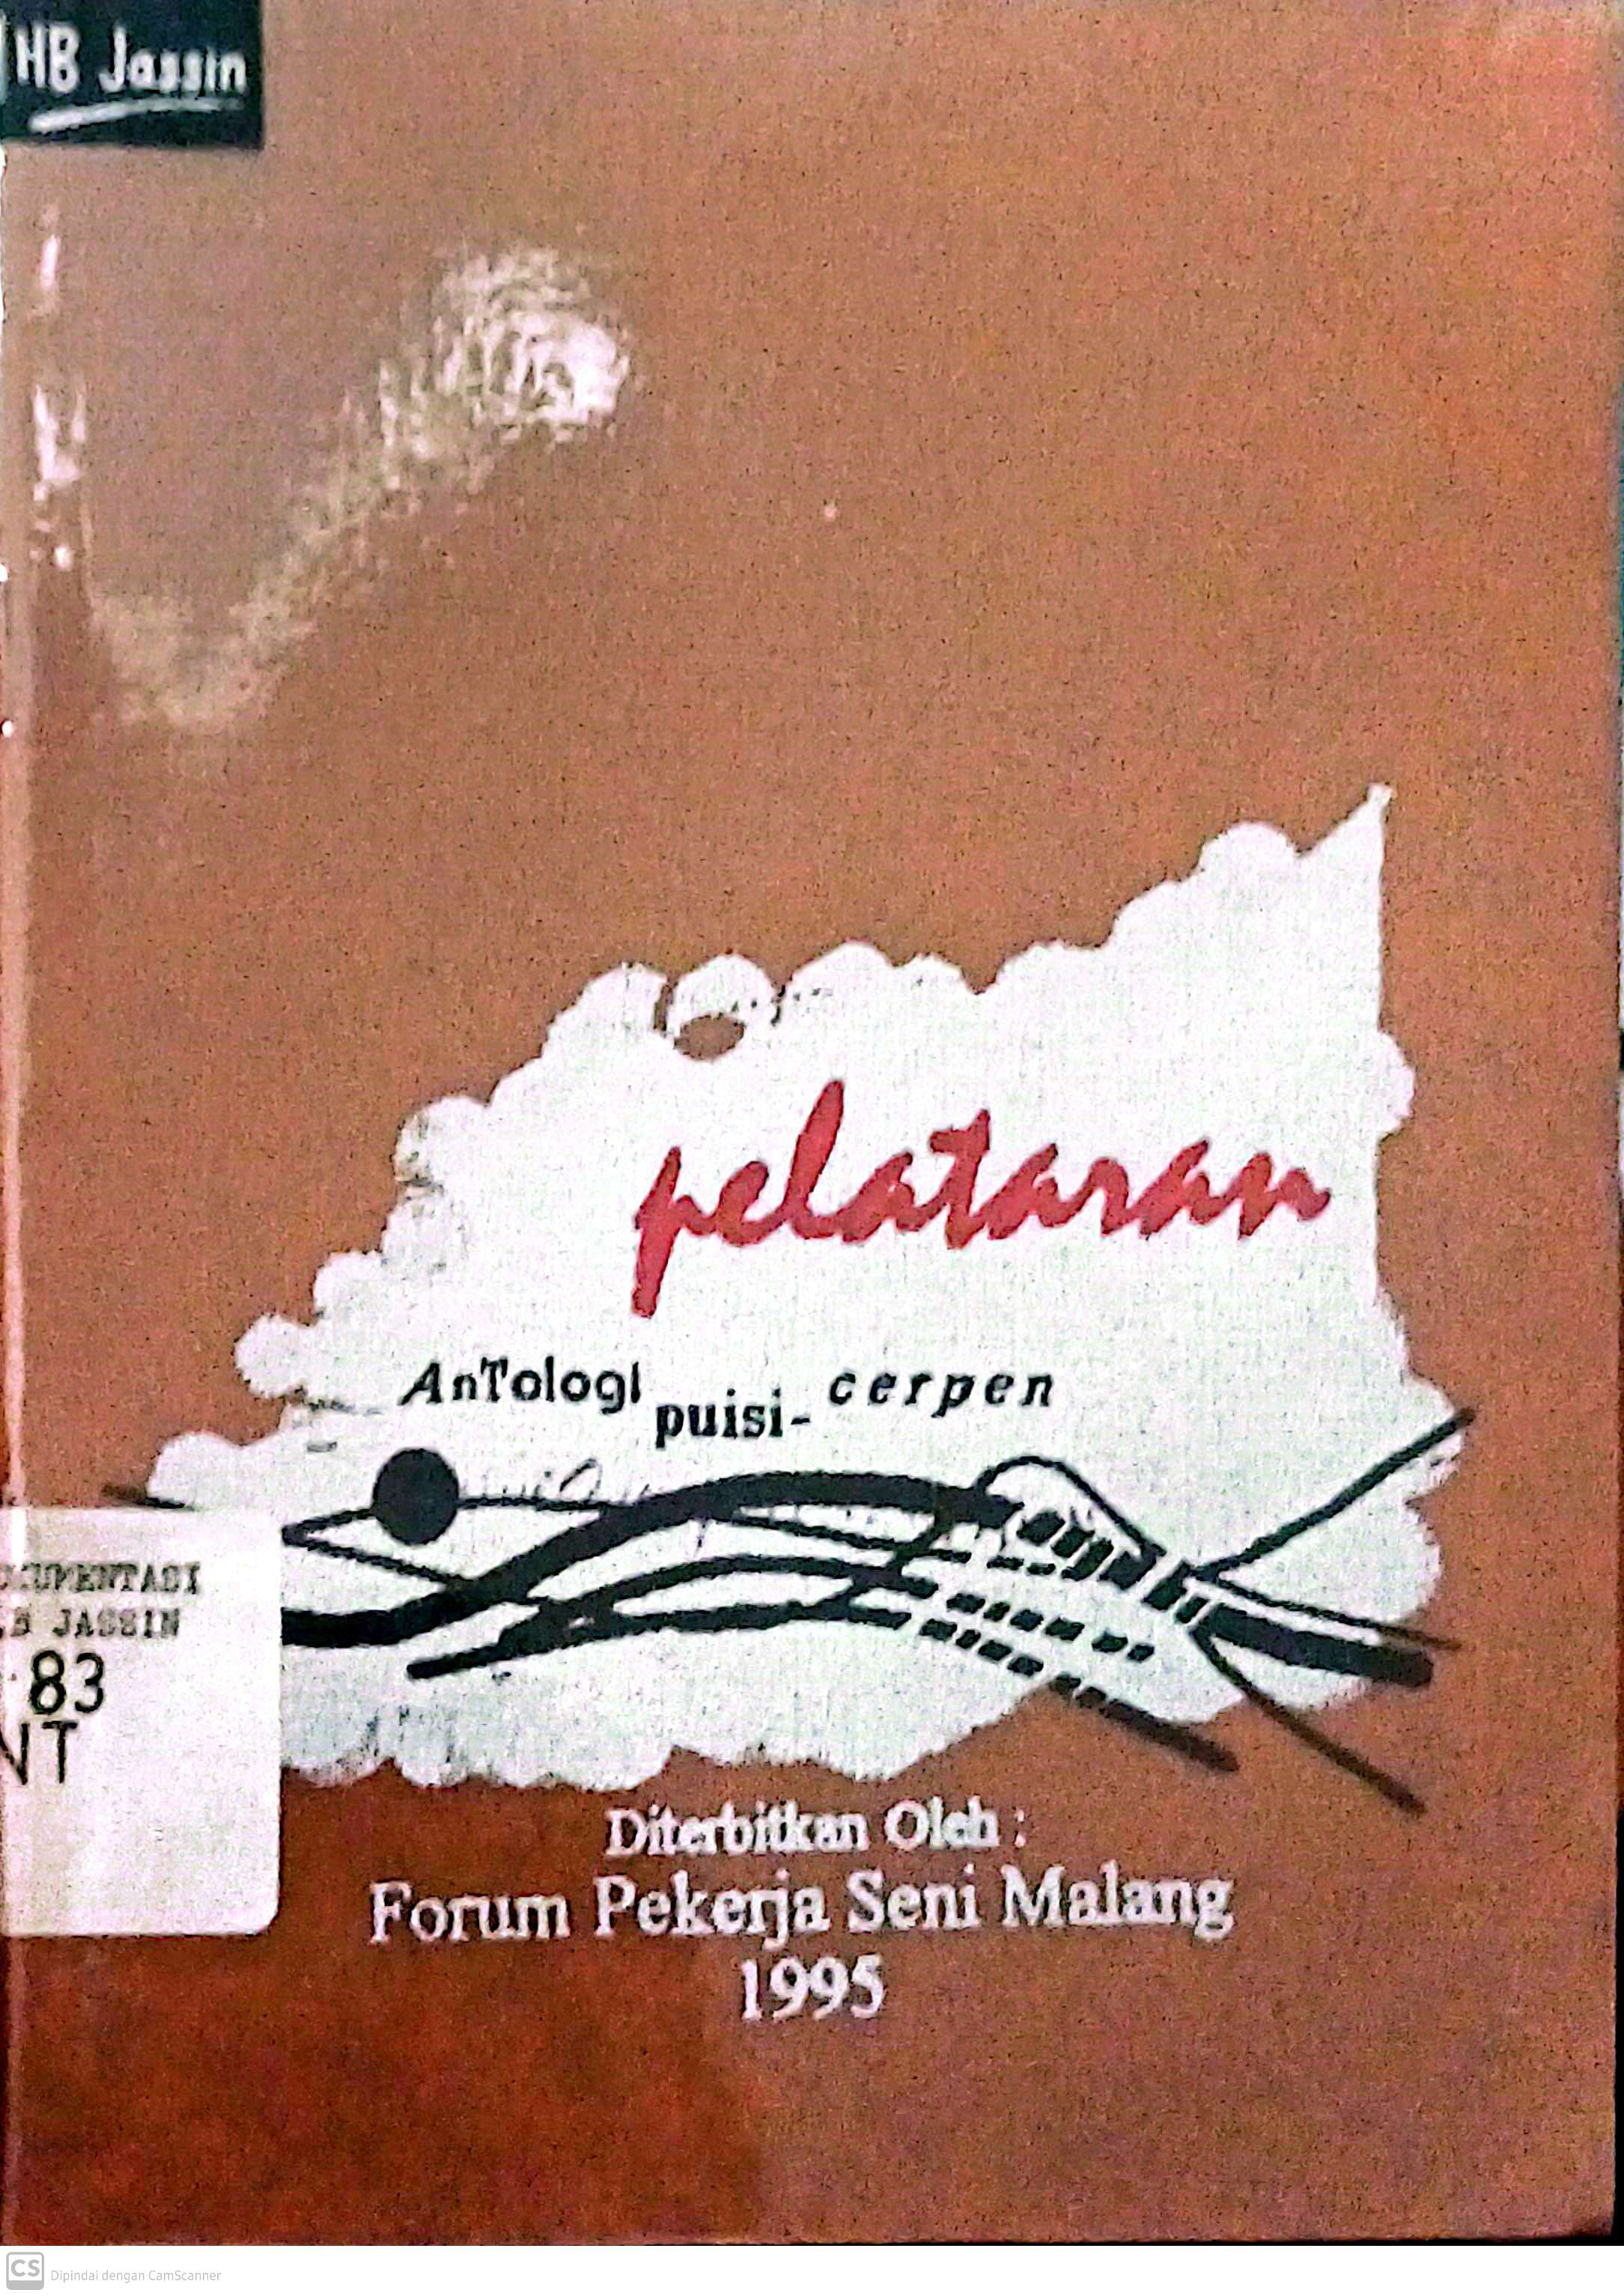 HB Jassin
pelataran
AnTologI puisi- cerpen
JASSIN
83
NT
Diterbitkan Oleh :
Forum Pekerja Seni Malang
1995
CS Dipindai dengan CamScanner